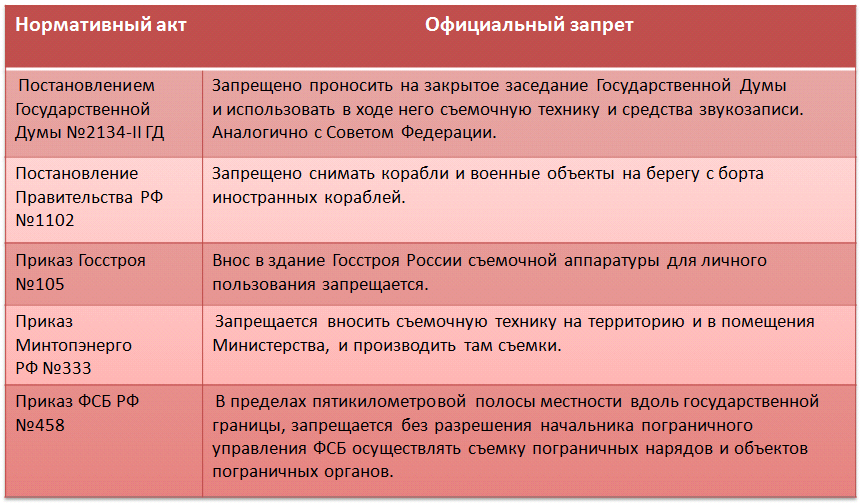 Нормативный акт
Официальный запрет
Постановлением
Государственной
Думы №2134-II ГД
Запрещено проносить на закрытое заседание Государственной Думы
и использовать в ходе него съемочную технику и средства звукозаписи.
Аналогично с Советом Федерации.
Постановление
Правительства РФ
№1102
Запрещено снимать корабли и военные объекты на берегу с борта
иностранных кораблей.
Приказ Госстроя
№105
Внос в здание Госстроя России съемочной аппаратуры для личного
пользования запрещается.
Приказ
Минтопэнерго
РФ №333
Запрещается вносить съемочную технику на территорию и в помещения
Министерства, и производить там съемки.
Приказ ФСБ РФ
№458
В пределах пятикилометровой полосы местности вдоль государственной
границы, запрещается без разрешения начальника пограничного
управления ФСБ осуществлять съемку пограничных нарядов и объектов
пограничных органов.